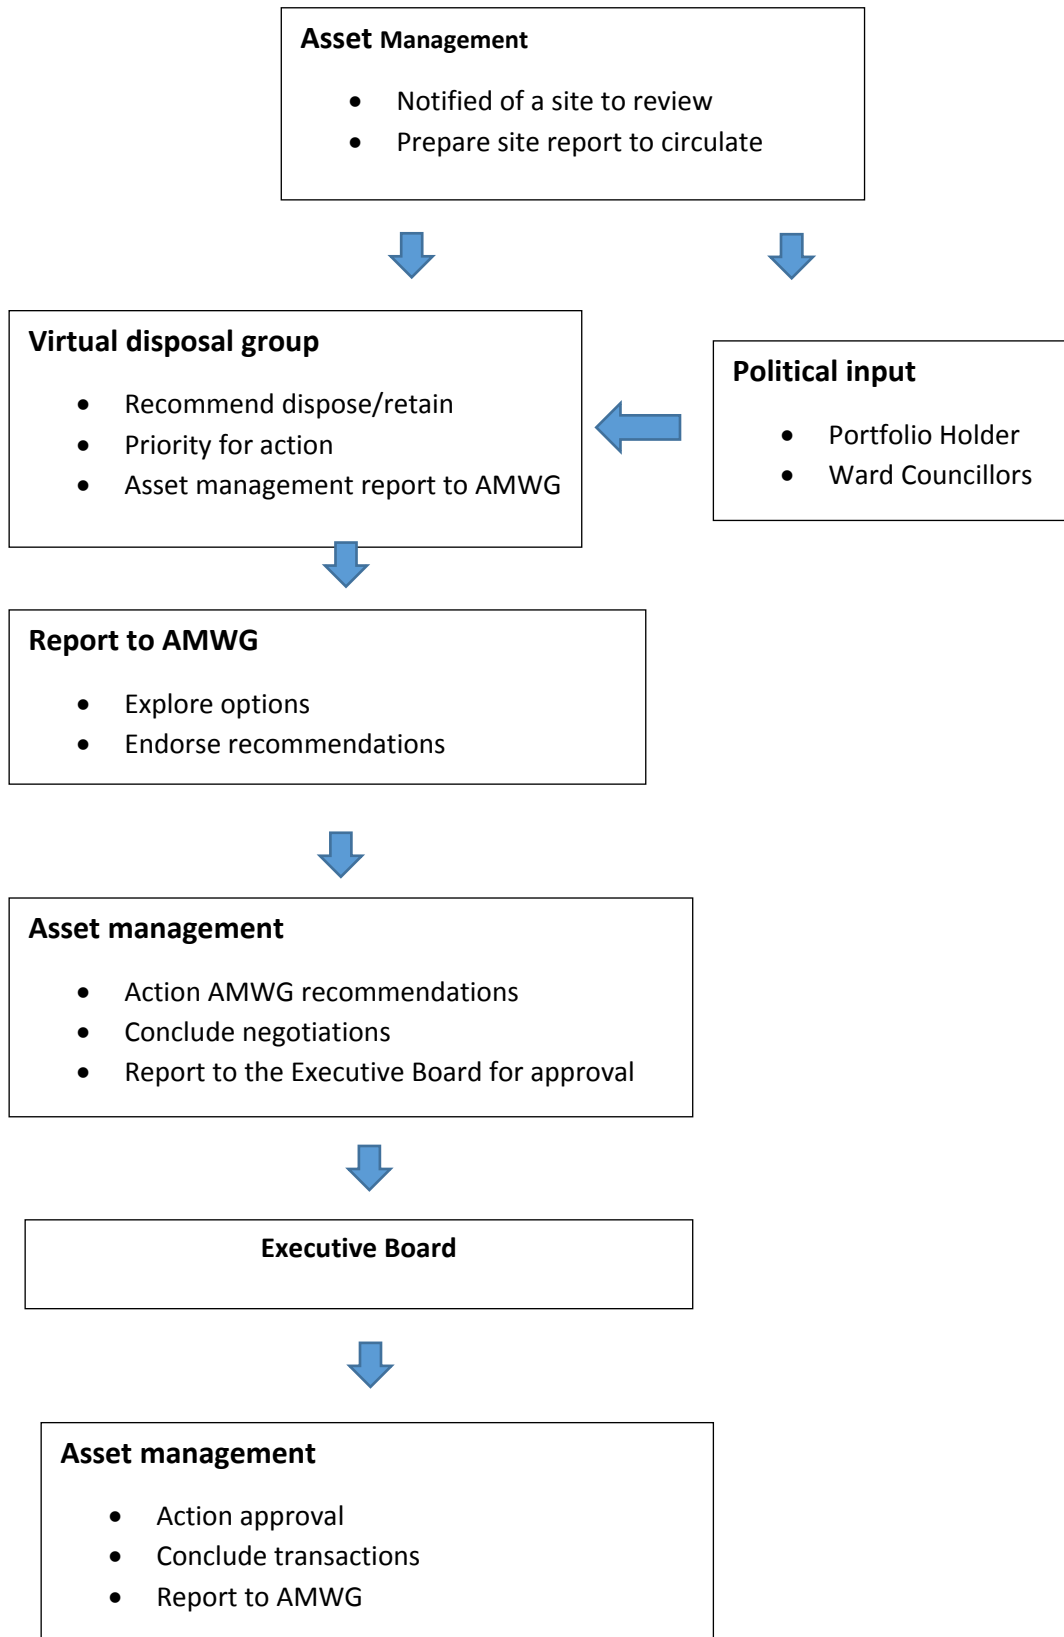 Asset Management
• Notified of a site to review
• Prepare site report to circulate
Virtual disposal group
• Recommend dispose/retain
• Priority for action
• Asset management report to AMWG
Political input
• Portfolio Holder
• Ward Councillors
Report to AMWG
• Explore options
• Endorse recommendations
Asset management
• Action AMWG recommendations
• Conclude negotiations
• Report to the Executive Board for approval
Executive Board
Asset management
• Action approval
• Conclude transactions
• Report to AMWG